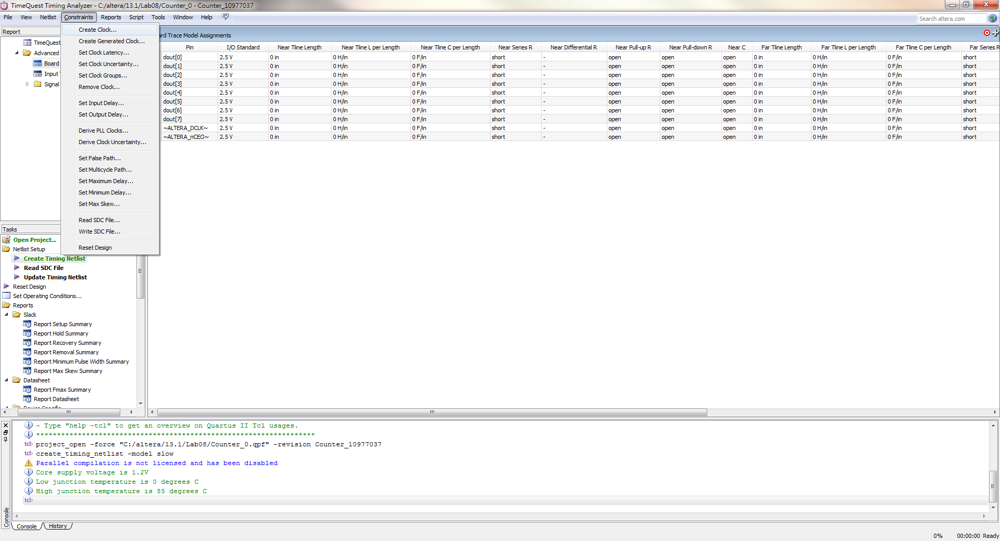 TimeQuest Timing Analyzer - C:/altera/13.1/Lab08/Counter_0 - Counter_10977037
File View Netlist Constraints Reports Script Tools Window Help
Search altera.com
Report
TimeQuest
Advanced
Board
Input
Signal
Create Clock...
Create Generated Clock...
Set Clock Latency...
Set Clock Uncertainty...
Set Clock Groups...
Remove Clock...
Set Input Delay...
Set Output Delay...
Derive PLL Clocks...
Derive Clock Uncertainty...
Set False Path...
Set Multicycle Path...
Set Maximum Delay...
Set Minimum Delay...
Set Max Skew...
Read SDC File...
Write SDC File...
Reset Design
ard Trace Model Assignments
Pin I/O Standard Near Tline Length Near Tline L per Length Near Tline C per Length Near Series R Near Differential R Near Pull-up R Near Pull-down R Near C Far Tline Length Far Tline L per Length Far Tline C per Length Far Series R
dout[0] 2.5 V 0 in 0 H/in 0 F/in short - open open open 0 in 0 H/in 0 F/in short
dout[1] 2.5 V 0 in 0 H/in 0 F/in short - open open open 0 in 0 H/in 0 F/in short
dout[2] 2.5 V 0 in 0 H/in 0 F/in short - open open open 0 in 0 H/in 0 F/in short
dout[3] 2.5 V 0 in 0 H/in 0 F/in short - open open open 0 in 0 H/in 0 F/in short
dout[4] 2.5 V 0 in 0 H/in 0 F/in short - open open open 0 in 0 H/in 0 F/in short
dout[5] 2.5 V 0 in 0 H/in 0 F/in short - open open open 0 in 0 H/in 0 F/in short
dout[6] 2.5 V 0 in 0 H/in 0 F/in short - open open open 0 in 0 H/in 0 F/in short
dout[7] 2.5 V 0 in 0 H/in 0 F/in short - open open open 0 in 0 H/in 0 F/in short
~ALTERA_DCLK~ 2.5 V 0 in 0 H/in 0 F/in short - open open open 0 in 0 H/in 0 F/in short
~ALTERA_nCEO~ 2.5 V 0 in 0 H/in 0 F/in short - open open open 0 in 0 H/in 0 F/in short
Tasks
Open Project...
Netlist Setup
Create Timing Netlist
Read SDC File
Update Timing Netlist
Reset Design
Set Operating Conditions...
Reports
Slack
Report Setup Summary
Report Hold Summary
Report Recovery Summary
Report Removal Summary
Report Minimum Pulse Width Summary
Report Max Skew Summary
Datasheet
Report Fmax Summary
Report Datasheet
Device Specific
- Type "help -tcl" to get an overview on Quartus II Tcl usages.
*******************************************************************
tcl> project_open -force "C:/altera/13.1/Lab08/Counter_0.qpf" -revision Counter_10977037
tcl> create_timing_netlist -model slow
Parallel compilation is not licensed and has been disabled
Core supply voltage is 1.2V
Low junction temperature is 0 degrees C
High junction temperature is 85 degrees C
tcl>
Console
Console History
0% 00:00:00 Ready